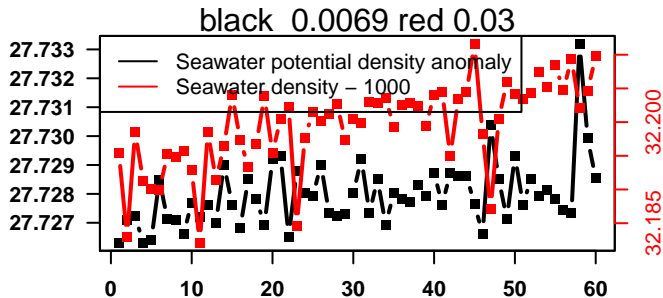 black  0.0069 red 0.03
27.733
27.732
27.731
27.730
27.729
27.728
27.727
Seawater potential density anomaly
Seawater density − 1000
32.200
32.185
0 10 20 30 40 50 60